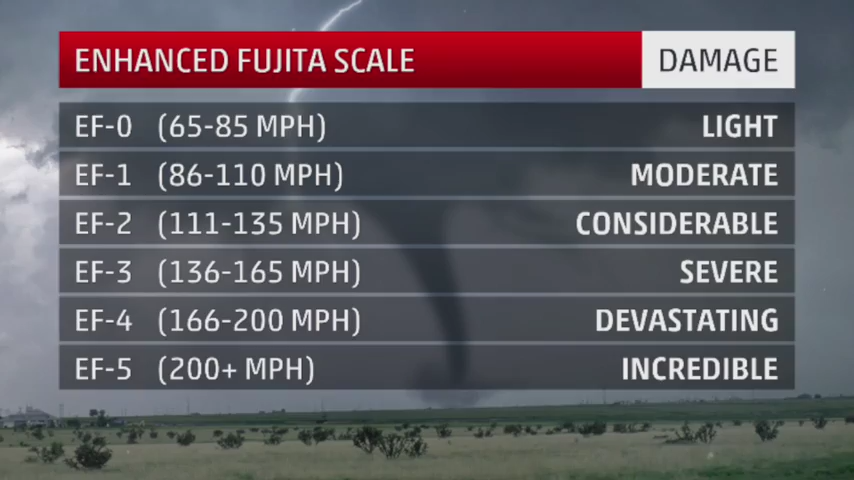 ENHANCED FUJITA SCALE DAMAGE
EF-0 (65-85 MPH) LIGHT
EF-1 (86-110 MPH) MODERATE
EF-2 (111-135 MPH) CONSIDERABLE
EF-3 (136-165 MPH) SEVERE
EF-4 (166-200 MPH) DEVASTATING
EF-5 (200+ MPH) INCREDIBLE